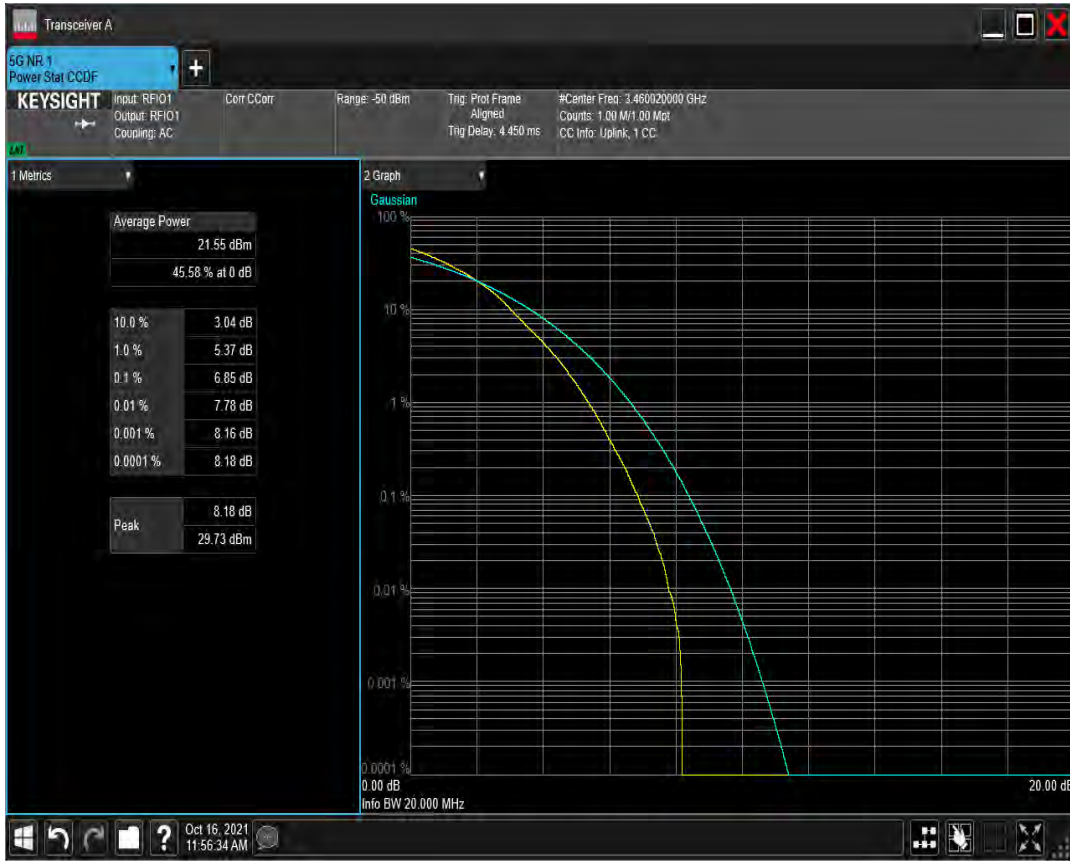 Transceiver A
5G NR 1
Power Stat CCDF
+
KEYSIGHT
Input: RFIO1
Output: RFIO1
Coupling: AC
Corr CCorr
Range: -50 dBm
Trig: Prot Frame
Aligned
Trig Delay: 4.450 ms
#Center Freq: 3.460020000 GHz
Counts: 1.00 M/1.00 Mpt
CC Info: Uplink, 1 CC
1 Metrics
Average Power
21.55 dBm
45.58 % at 0 dB
10.0 % 3.04 dB
1.0 % 5.37 dB
0.1 % 6.85 dB
0.01 % 7.78 dB
0.001 % 8.16 dB
0.0001 % 8.18 dB
Peak 8.18 dB
29.73 dBm
2 Graph
Gaussian
100 %
10 %
1 %
0.1 %
0.01 %
0.001 %
0.0001 %
0.00 dB
20.00 dB
Info BW 20.000 MHz
?
Oct 16, 2021
11:56:34 AM